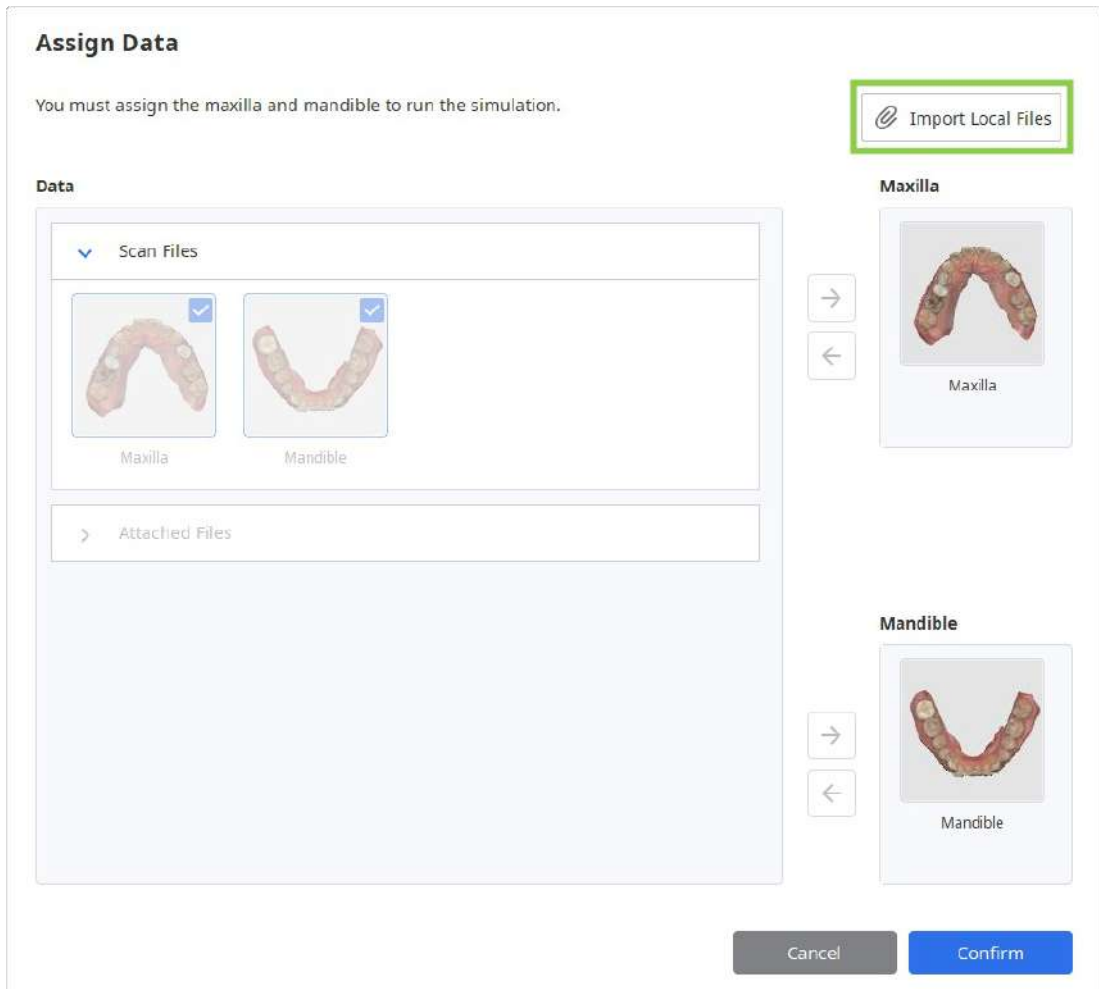 Assign Data
You must assign the maxilla and mandible to run the simulation.
Import Local Files
Data
Maxilla
Scan Files
Maxilla
Mandible
Maxilla
Attached Files
Mandible
Mandible
Cancel
Confirm